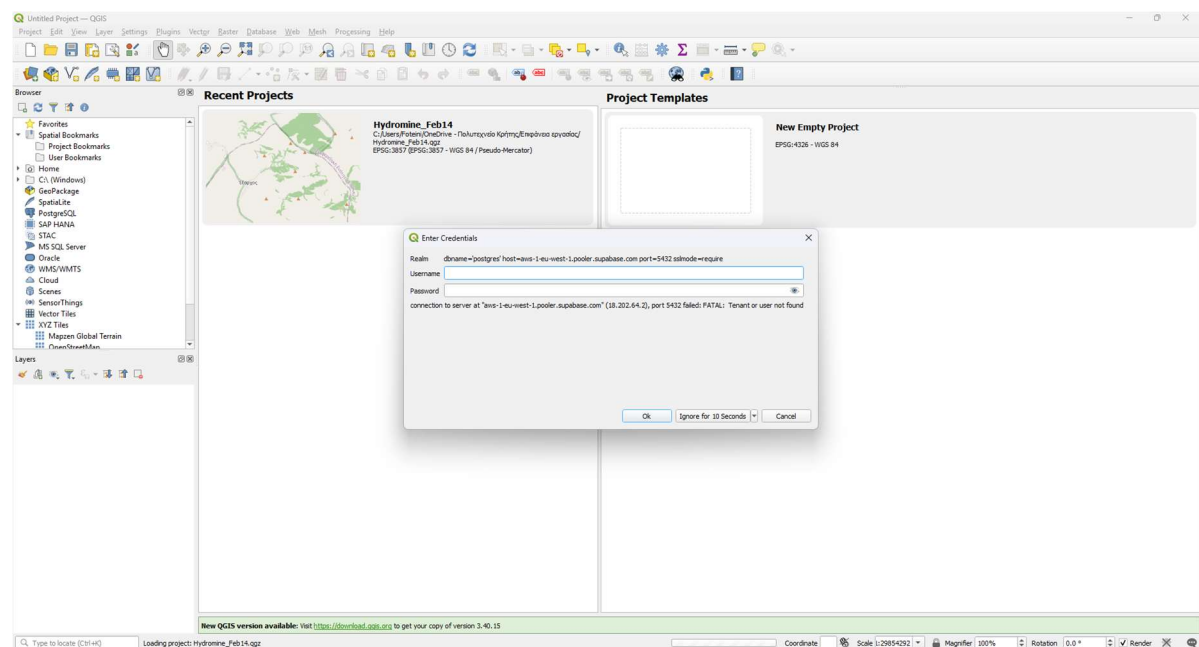 Untitled Project — QGIS
Project Edit View Layer Settings Plugins Vector Raster Database Web Mesh Processing Help
Browser
Favorites
Spatial Bookmarks
Project Bookmarks
User Bookmarks
Home
C:\ (Windows)
GeoPackage
SpatiaLite
PostgreSQL
SAP HANA
STAC
MS SQL Server
Oracle
WMS/WMTS
Cloud
Scenes
SensorThings
Vector Tiles
XYZ Tiles
Mapzen Global Terrain
OpenStreetMap
Layers
Recent Projects
Hydromine_Feb14
C:/Users/Foteini/OneDrive - Πολυτεχνείο Κρήτης/Επιφάνεια εργασίας/
Hydromine_Feb14.qgz
EPSG:3857 (EPSG:3857 - WGS 84 / Pseudo-Mercator)
Project Templates
New Empty Project
EPSG:4326 - WGS 84
Enter Credentials
Realm dbname='postgres' host=aws-1-eu-west-1.pooler.supabase.com port=5432 sslmode=require
Username
Password
connection to server at "aws-1-eu-west-1.pooler.supabase.com" (18.202.64.2), port 5432 failed: FATAL: Tenant or user not found
Ok Ignore for 10 Seconds Cancel
New QGIS version available: Visit https://download.qgis.org to get your copy of version 3.40.15
Type to locate (Ctrl+K) Loading project: Hydromine_Feb14.qgz Coordinate Scale 1:29854292 Magnifier 100% Rotation 0.0 ° Render